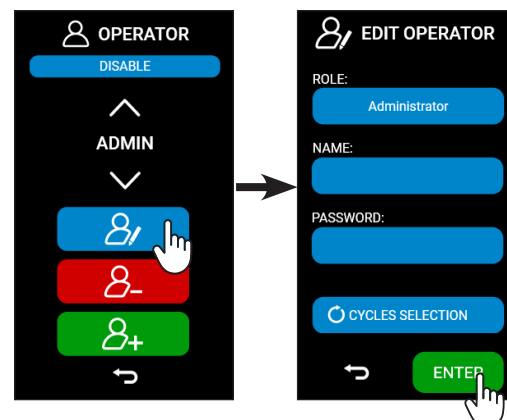 OPERATOR
DISABLE
ADMIN
EDIT OPERATOR
ROLE:
Administrator
NAME:
PASSWORD:
CYCLES SELECTION
ENTER